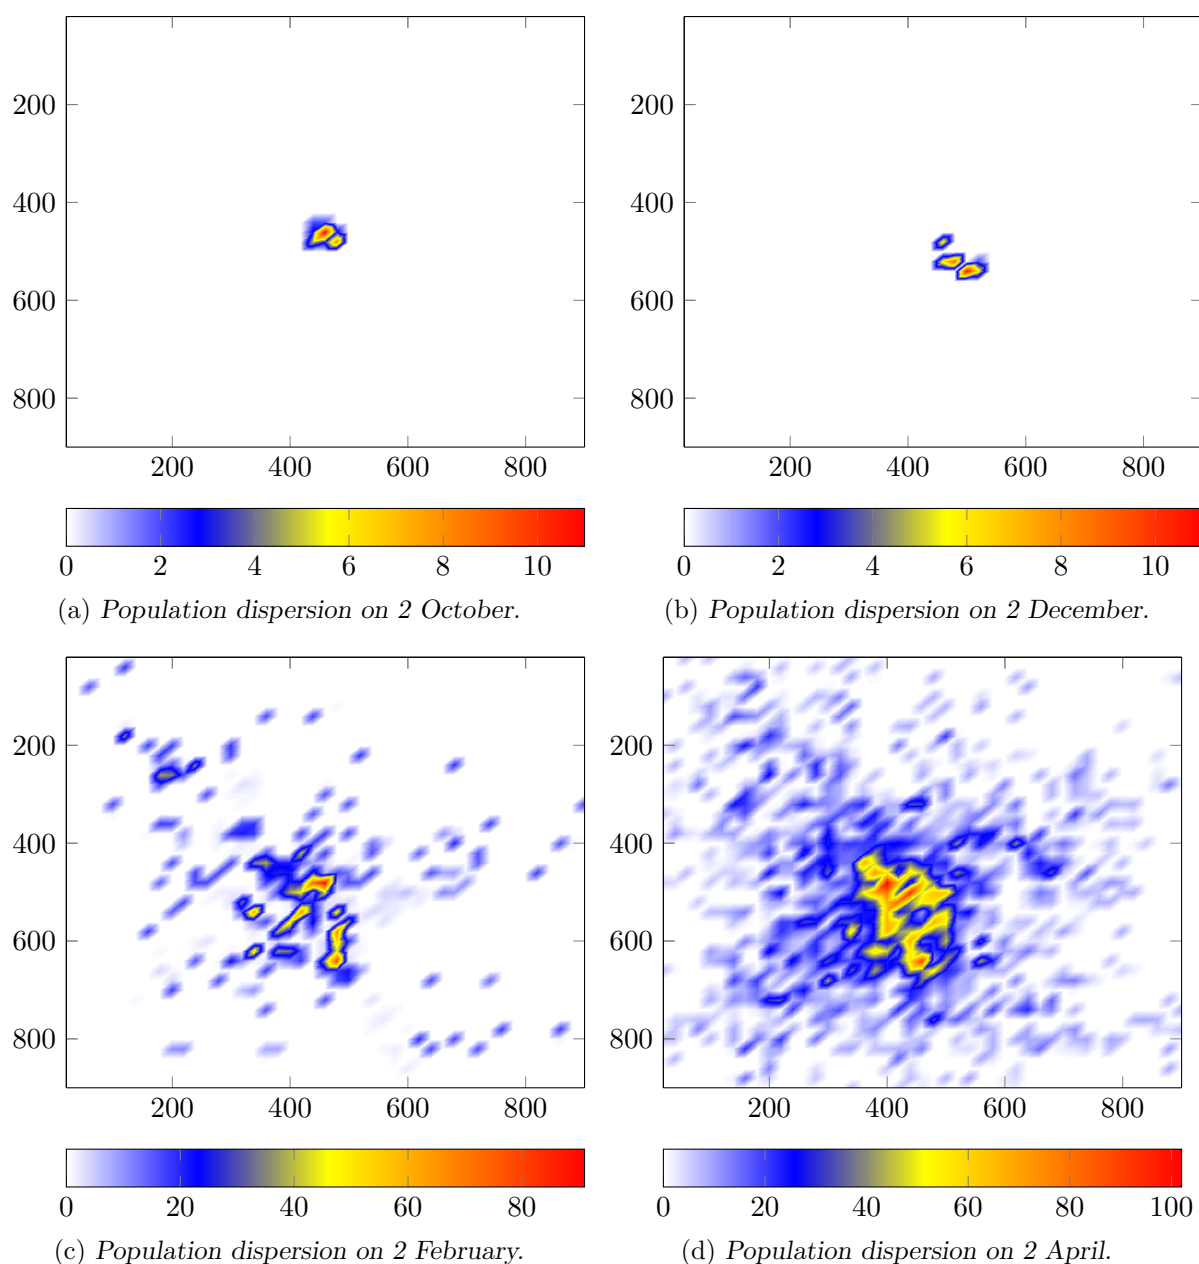 200
400
600
800
200 400 600 800
0 2 4 6 8 10
(a) Population dispersion on 2 October.
200
400
600
800
200 400 600 800
0 2 4 6 8 10
(b) Population dispersion on 2 December.
200
400
600
800
200 400 600 800
0 20 40 60 80
(c) Population dispersion on 2 February.
200
400
600
800
200 400 600 800
0 20 40 60 80 100
(d) Population dispersion on 2 April.